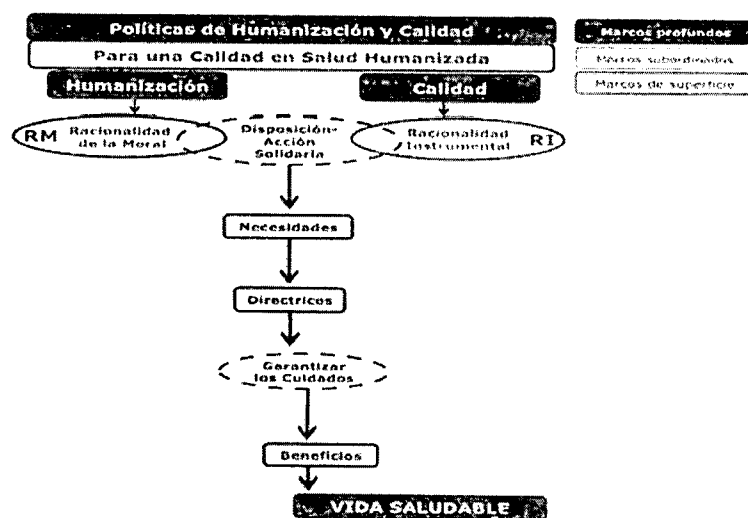 Políticas de Humanización y Calidad
Para una Calidad en Salud Humanizada
Humanización
Calidad
RM
Racionalidad
de la Moral
Disposición-
Acción
Solidaria
Racionalidad
Instrumental
RI
Necesidades
Directricos
Garantizar
los Cuidados
Beneficios
VIDA SALUDABLE
Marcos profundos
Marcos subordinados
Marcos de superficie